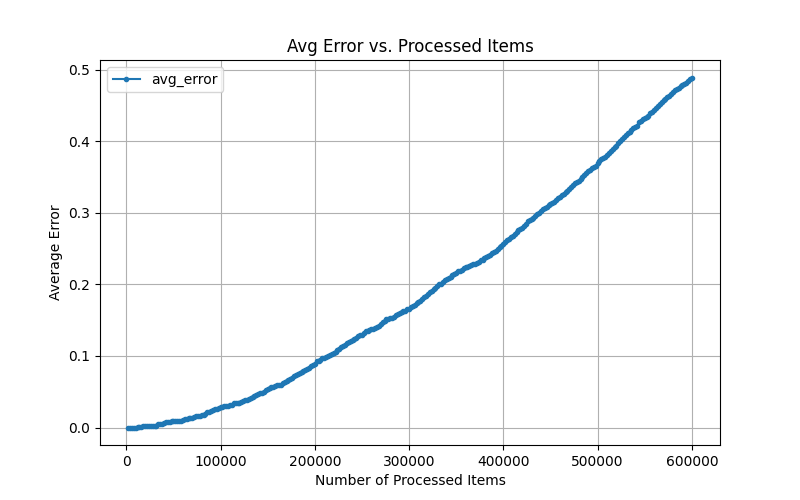 Avg Error vs. Processed Items
avg_error
Average Error
0.5
0.4
0.3
0.2
0.1
0.0
0 100000 200000 300000 400000 500000 600000
Number of Processed Items